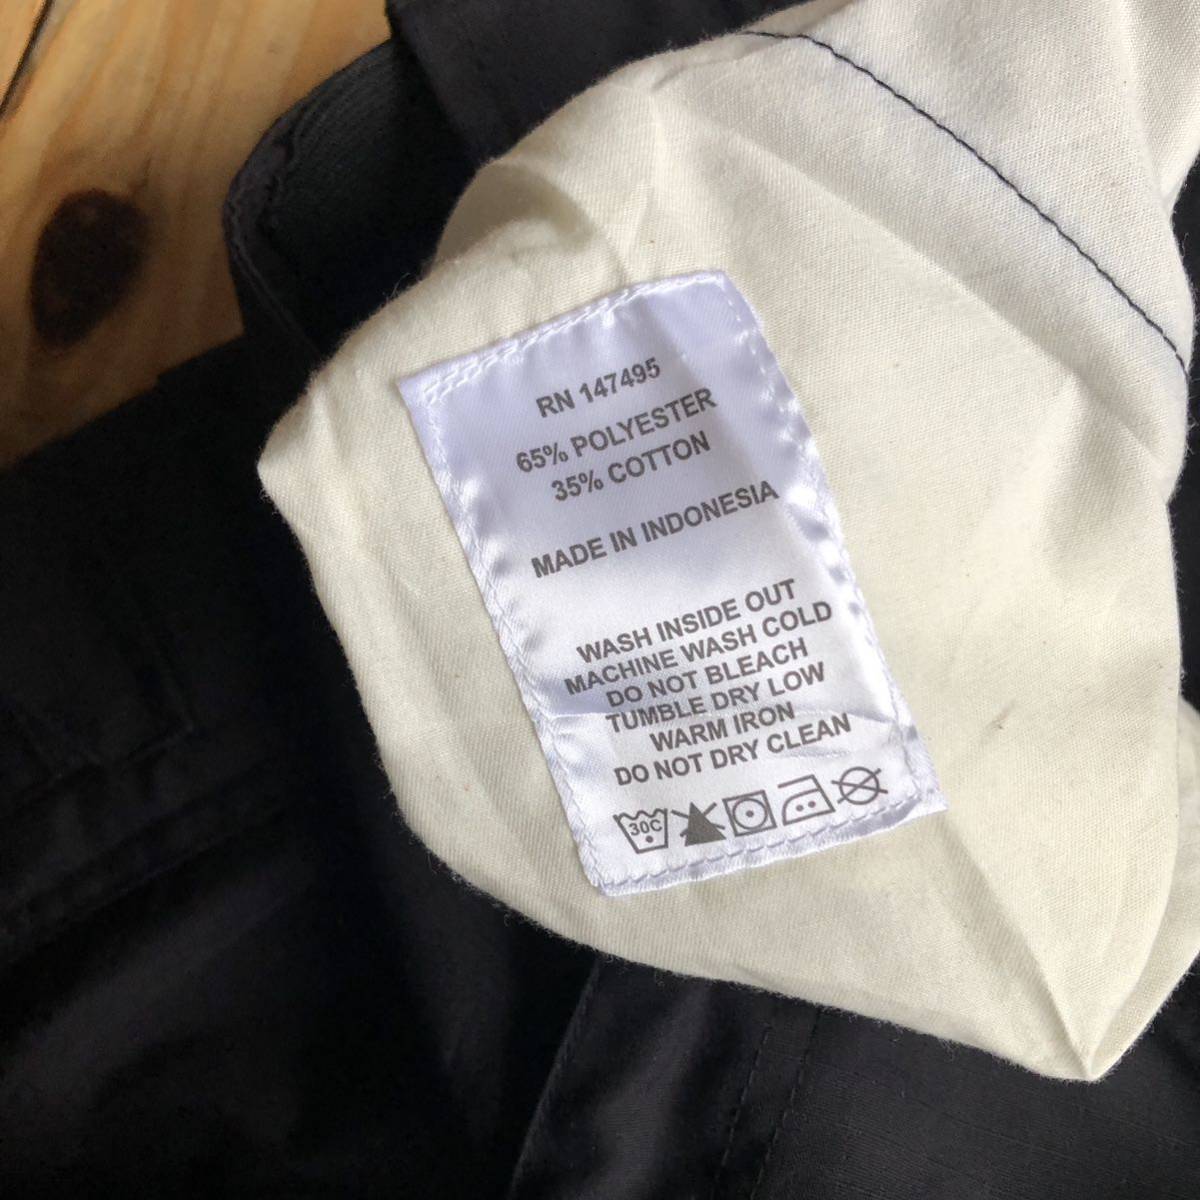 RN 147495
65% POLYESTER
35% COTTON
MADE IN INDONESIA
WASH INSIDE OUT
MACHINE WASH COLD
DO NOT BLEACH
TUMBLE DRY LOW
WARM IRON
DO NOT DRY CLEAN
30C